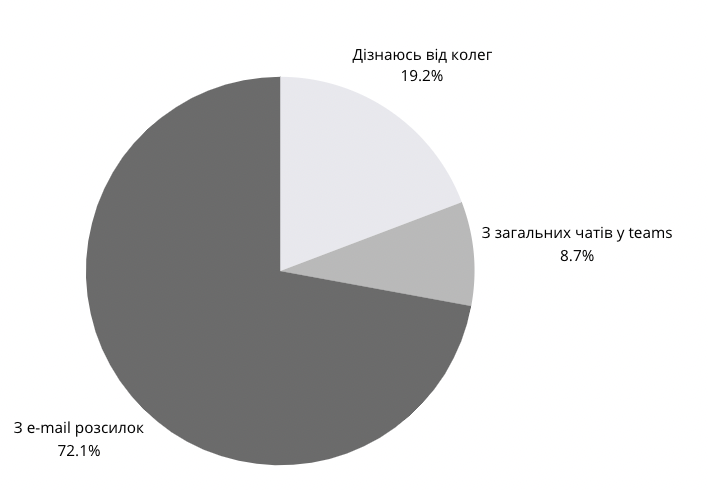 Дізнаюсь від колег
19.2%
З загальних чатів у teams
8.7%
З e-mail розсилок
72.1%